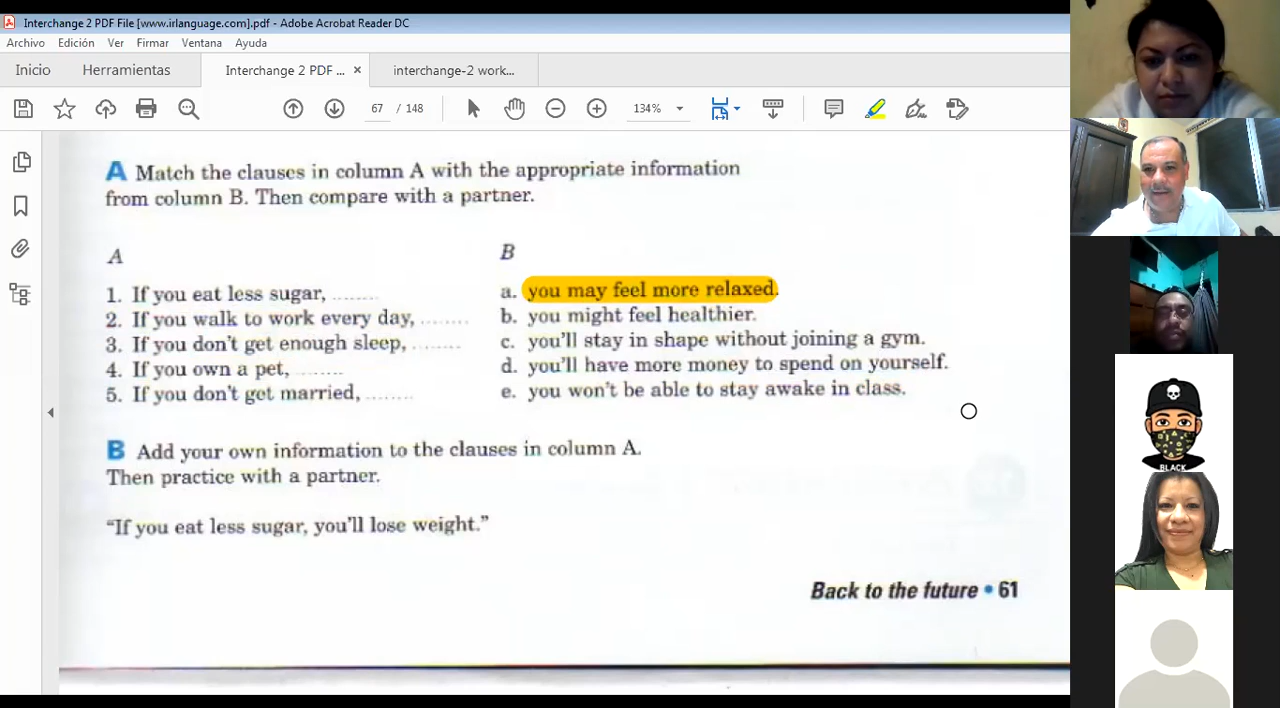 Interchange 2 PDF File [www.irlanguage.com].pdf - Adobe Acrobat Reader DC
Archivo Edición Ver Firmar Ventana Ayuda
Inicio Herramientas Interchange 2 PDF ... × interchange-2 work...
67 / 148 134%
A Match the clauses in column A with the appropriate information
from column B. Then compare with a partner.
A B
1. If you eat less sugar, ........ a. you may feel more relaxed.
2. If you walk to work every day, ........ b. you might feel healthier.
3. If you don't get enough sleep, ........ c. you'll stay in shape without joining a gym.
4. If you own a pet, ........ d. you'll have more money to spend on yourself.
5. If you don't get married, ........ e. you won't be able to stay awake in class.
B Add your own information to the clauses in column A.
Then practice with a partner.
"If you eat less sugar, you'll lose weight."
Back to the future • 61
BLACK